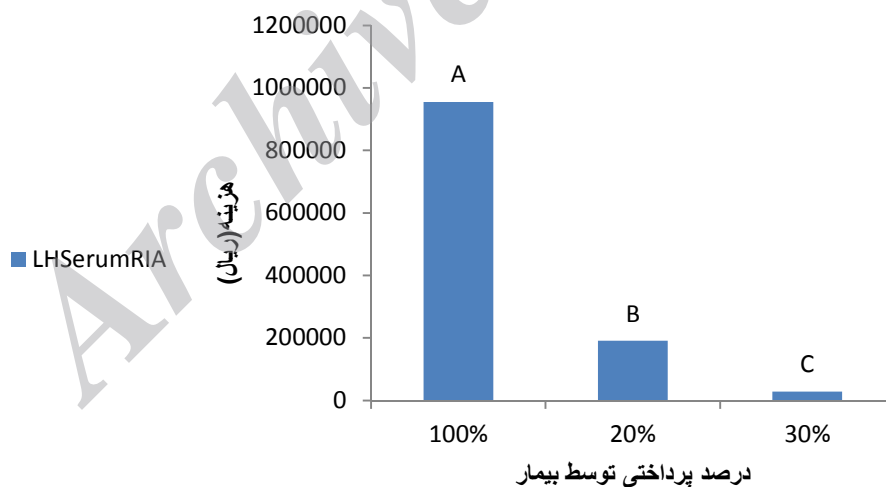 1200000
1000000
800000
600000
400000
200000
0
هزینه(ریال)
LHSerumRIA
A
B
C
100%
20%
30%
درصد پرداختی توسط بیمار
Archive